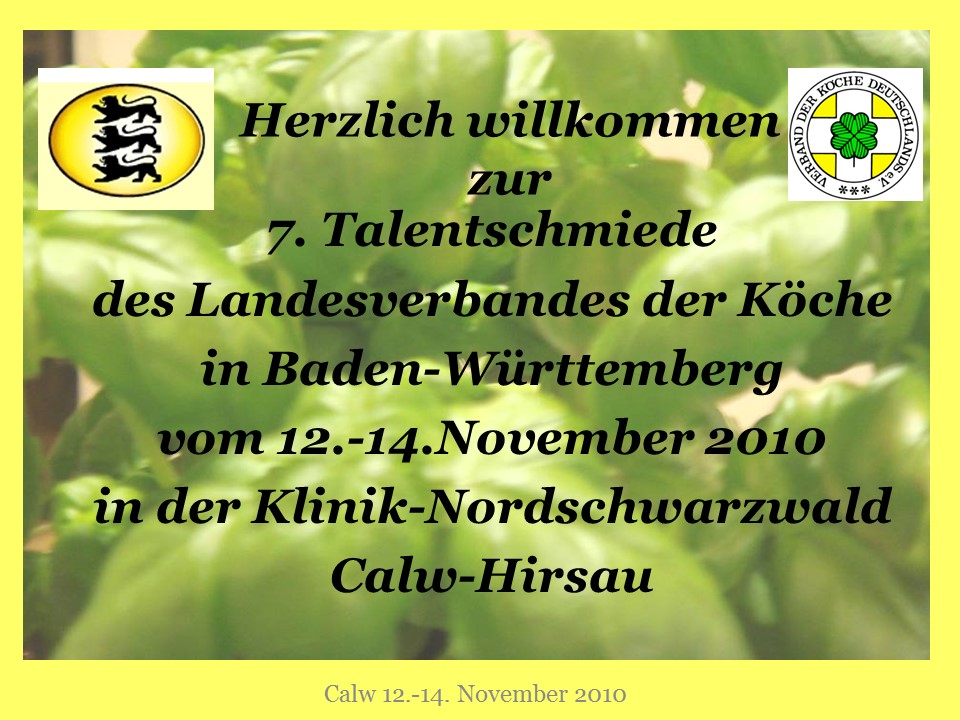 Herzlich willkommen
zur
7. Talentschmiede
des Landesverbandes der Köche
in Baden-Württemberg
vom 12.-14.November 2010
in der Klinik-Nordschwarzwald
Calw-Hirsau
VERBAND DER KÖCHE DEUTSCHLANDS e.V.
Calw 12.-14. November 2010